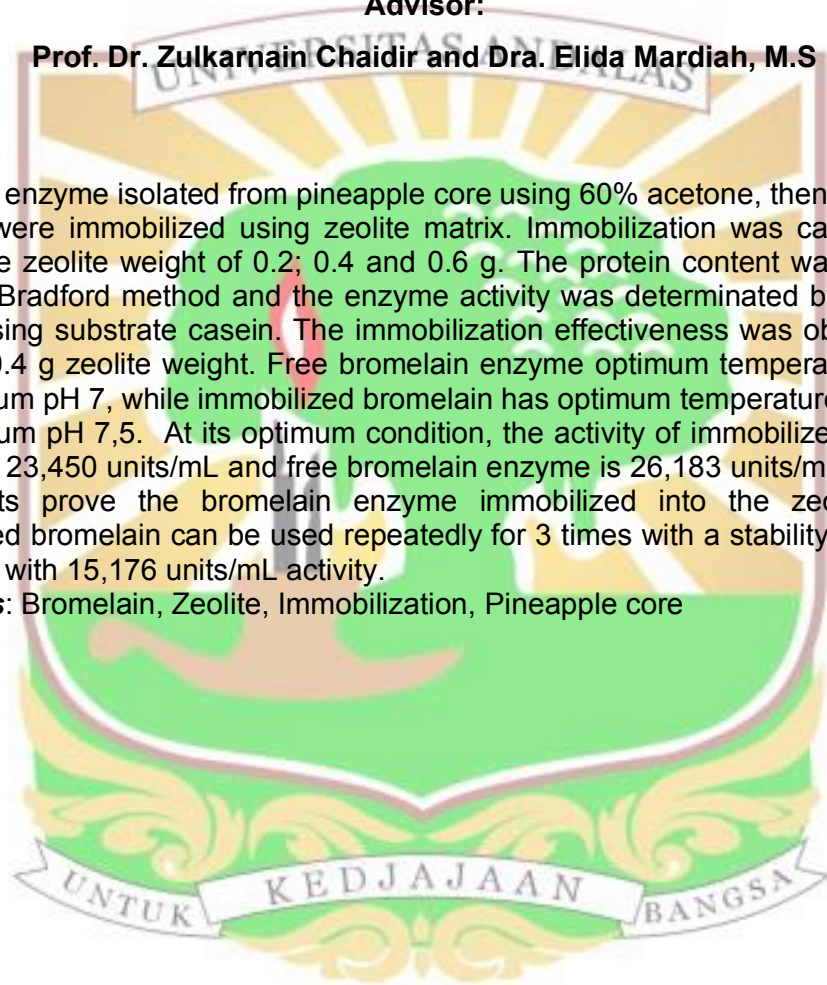 Advisor:
Prof. Dr. Zulkarnain Chaidir and Dra. Elida Mardiah, M.S
UNIVERSITAS ANDALAS
enzyme isolated from pineapple core using 60% acetone, then
were immobilized using zeolite matrix. Immobilization was ca
e zeolite weight of 0.2; 0.4 and 0.6 g. The protein content wa
Bradford method and the enzyme activity was determinated b
sing substrate casein. The immobilization effectiveness was ob
0.4 g zeolite weight. Free bromelain enzyme optimum tempera
um pH 7, while immobilized bromelain has optimum temperature
um pH 7,5. At its optimum condition, the activity of immobilize
23,450 units/mL and free bromelain enzyme is 26,183 units/m
ts prove the bromelain enzyme immobilized into the zeo
ed bromelain can be used repeatedly for 3 times with a stability
with 15,176 units/mL activity.
s: Bromelain, Zeolite, Immobilization, Pineapple core
UNTUK KEDJAJAAN BANGSA